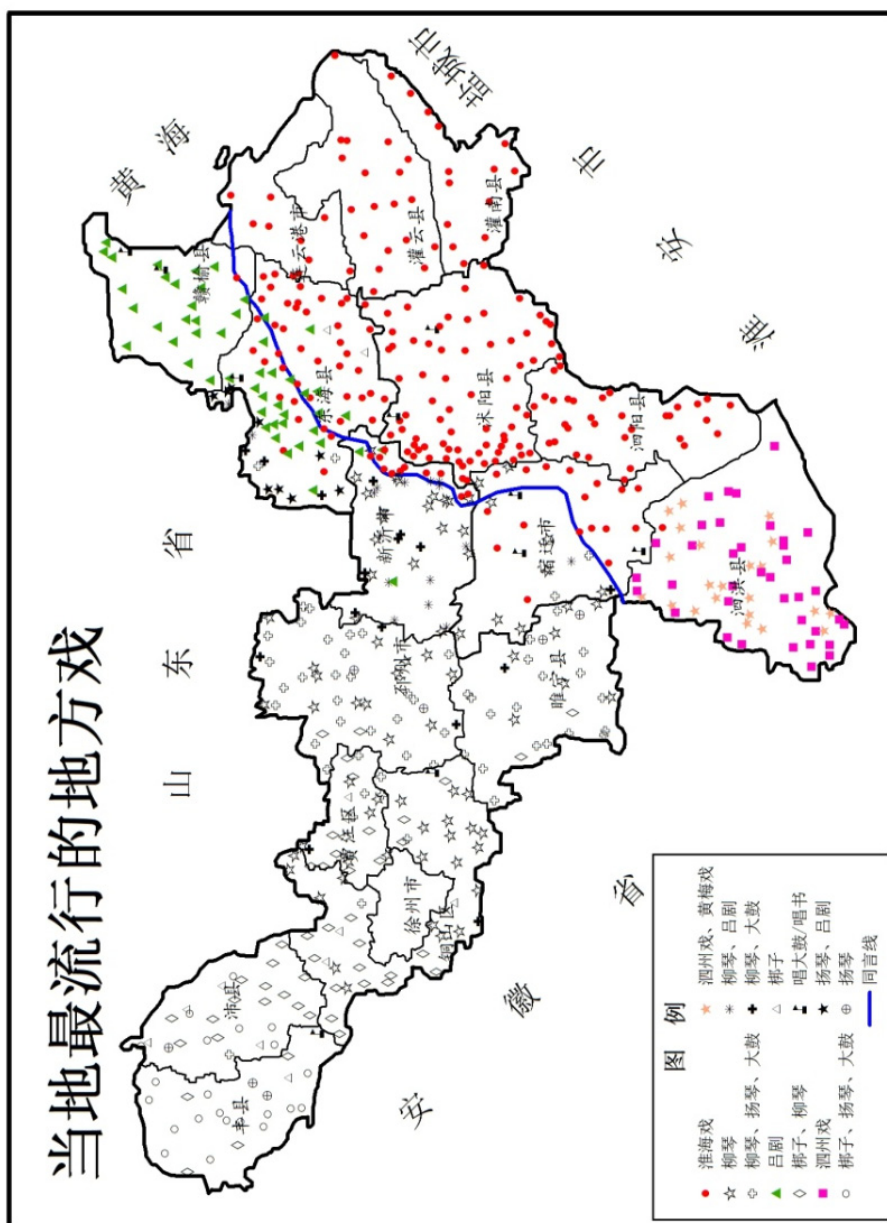 当地最流行的地方戏
黄海
盐城市
淮安市
山东省
安徽省
赣榆县
连云港市
东海县
灌云县
灌南县
沭阳县
泗阳县
新沂市
宿迁市
泗洪县
邳州市
睢宁县
贾汪区
徐州市
铜山区
沛县
丰县
图 例
淮海戏
柳琴
柳琴、扬琴、大鼓
吕剧
梆子、柳琴
泗州戏
梆子、扬琴、大鼓
泗州戏、黄梅戏
柳琴、吕剧
柳琴、大鼓
梆子
唱大鼓/唱书
扬琴、吕剧
扬琴
同言线